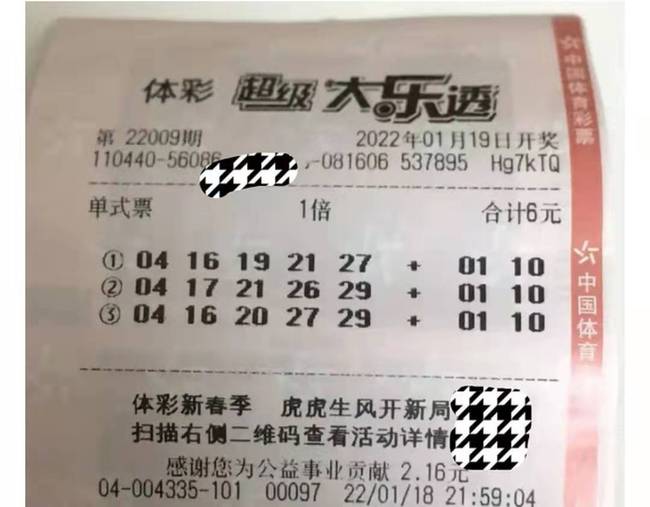 体彩 超级大乐透
第 22009期 2022年01月19日开奖
110440-56086 -081606 537895 Hg7kTQ
单式票 1倍 合计6元
① 04 16 19 21 27 + 01 10
② 04 17 21 26 29 + 01 10
③ 04 16 20 27 29 + 01 10
体彩新春季 虎虎生风开新局
扫描右侧二维码查看活动详情
感谢您为公益事业贡献 2.16元
04-004335-101 00097 22/01/18 21:59:04
中国体育彩票
中国体育